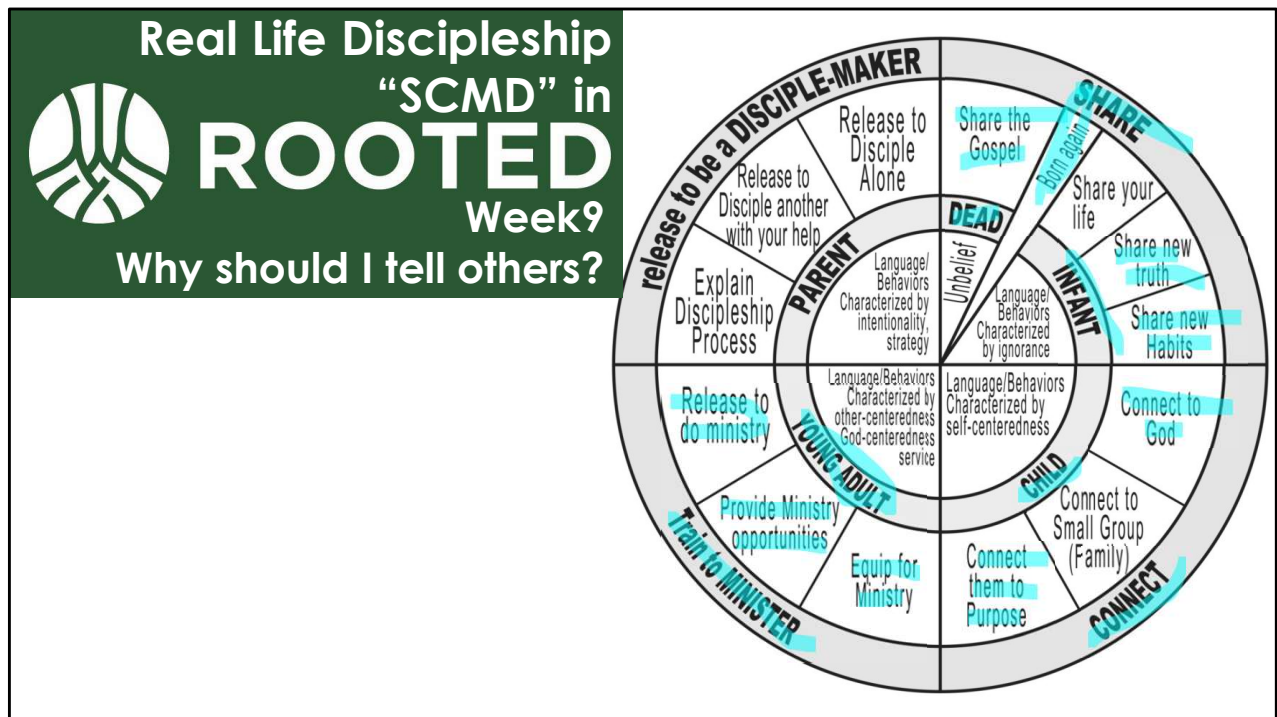 Real Life Discipleship
“SCMD” in
ROOTED
Week9
Why should I tell others?
release to be a DISCIPLE-MAKER
SHARE
CONNECT
Train to MINISTER
Share the
Gospel
Born again
Share your
life
Share new
truth
Share new
Habits
Connect to
God
Connect to
Small Group
(Family)
Connect
them to
Purpose
Equip for
Ministry
Provide Ministry
opportunities
Release to
do ministry
Explain
Discipleship
Process
Release to
Disciple another
with your help
Release to
Disciple
Alone
DEAD
INFANT
CHILD
YOUNG ADULT
PARENT
Unbelief
Language/
Behaviors
Characterized
by ignorance
Language/Behaviors
Characterized by
self-centeredness
Language/Behaviors
Characterized by
other-centeredness
God-centeredness
service
Language/
Behaviors
Characterized by
intentionality,
strategy